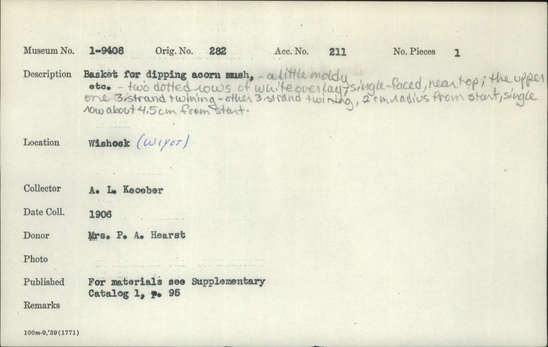 Museum No. 1-9408 Orig. No. 282 Acc. No. 211 No. Pieces 1
Description Basket for dipping acorn mush, - a little moldy
etc. - two dotted rows of white overlay, single-faced, near top; the upper
one 3-strand twining - other 3-strand twining, 2 cm radius from start, single
row about 4.5 cm from start.
Location Wishosk (Wiyot)
Collector A. L. Kroeber
Date Coll. 1906
Donor Mrs. P. A. Hearst
Photo
Published For materials see Supplementary
Catalog 1, p. 95
Remarks
100m-9,'39(1771)